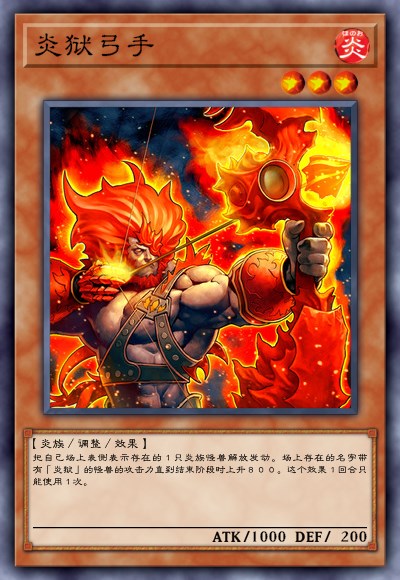 炎狱弓手
ほのお
炎
【炎族／调整／效果】
把自己场上表侧表示存在的１只炎族怪兽解放发动。场上存在的名字带
有「炎狱」的怪兽的攻击力直到结束阶段时上升８００。这个效果１回合只
能使用１次。
ATK/1000 DEF/ 200